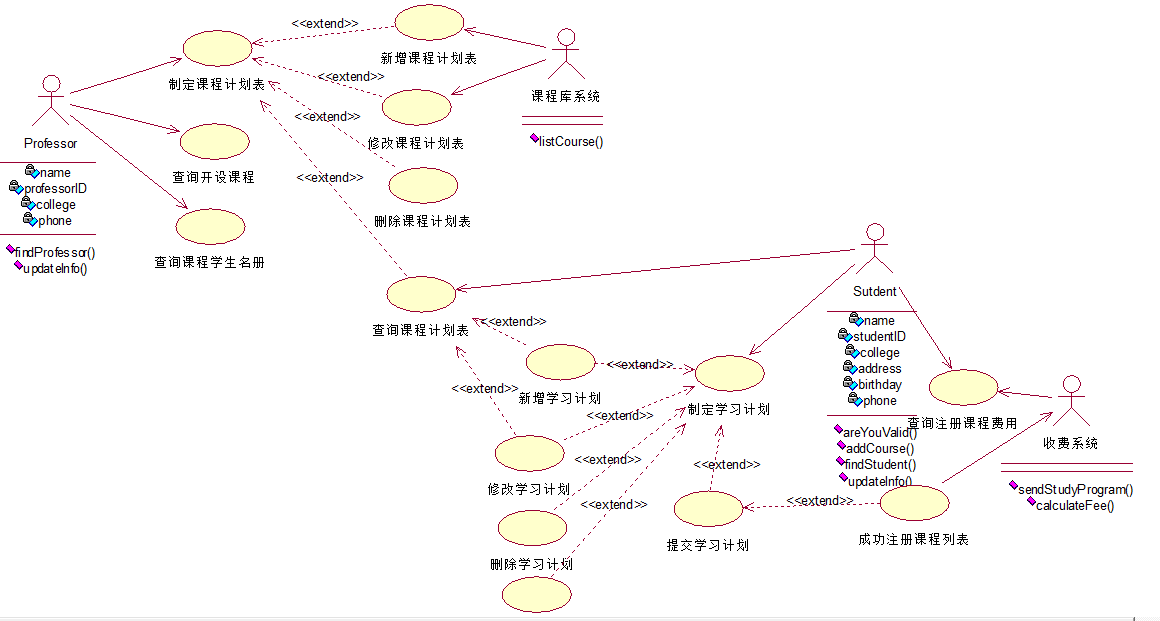 <<extend>>
新增课程计划表
<<extend>>
制定课程计划表
课程库系统
<<extend>>
修改课程计划表
listCourse()
Professor
name
professorID
college
phone
findProfessor()
updateInfo()
查询开设课程
<<extend>>
删除课程计划表
查询课程学生名册
Sutdent
name
studentID
college
address
birthday
phone
areYouValid()
addCourse()
findStudent()
updateInfo()
查询课程计划表
<<extend>>
<<extend>>
新增学习计划
<<extend>>
制定学习计划
<<extend>>
查询注册课程费用
收费系统
sendStudyProgram()
calculateFee()
<<extend>>
<<extend>>
修改学习计划
<<extend>>
<<extend>>
提交学习计划
成功注册课程列表
删除学习计划